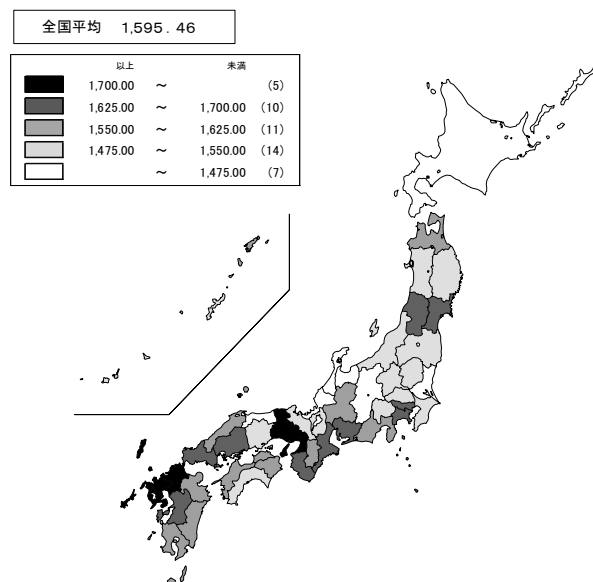 全国平均 1,595.46
以上 未満
1,700.00 ～ (5)
1,625.00 ～ 1,700.00 (10)
1,550.00 ～ 1,625.00 (11)
1,475.00 ～ 1,550.00 (14)
～ 1,475.00 (7)